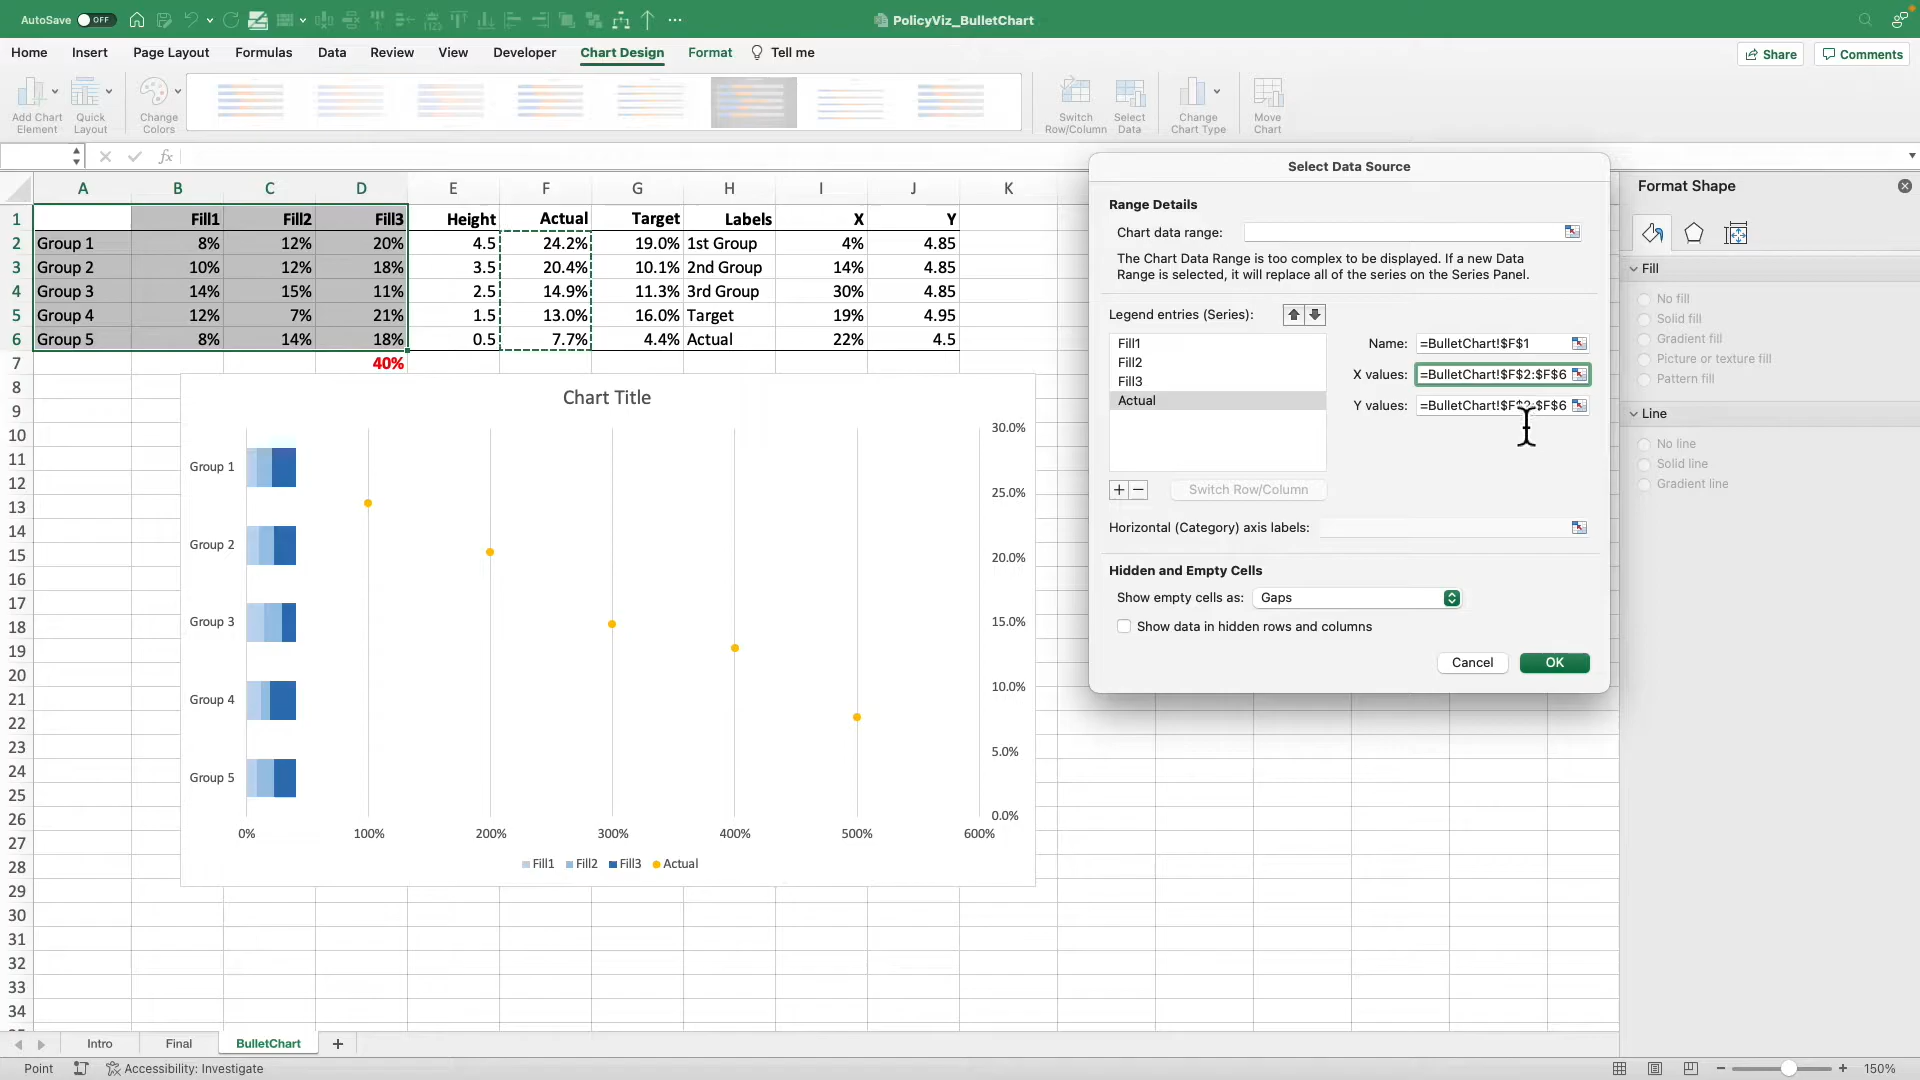 AutoSave OFF PolicyViz_BulletChart
Home Insert Page Layout Formulas Data Review View Developer Chart Design Format Tell me Share Comments
Add Chart Element
Quick Layout
Change Colors
Switch Row/Column
Select Data
Change Chart Type
Move Chart
fx
A B C D E F G H I J K
1 Fill1 Fill2 Fill3 Height Actual Target Labels X Y
2 Group 1 8% 12% 20% 4.5 24.2% 19.0% 1st Group 4% 4.85
3 Group 2 10% 12% 18% 3.5 20.4% 10.1% 2nd Group 14% 4.85
4 Group 3 14% 15% 11% 2.5 14.9% 11.3% 3rd Group 30% 4.85
5 Group 4 12% 7% 21% 1.5 13.0% 16.0% Target 19% 4.95
6 Group 5 8% 14% 18% 0.5 7.7% 4.4% Actual 22% 4.5
7 40%
8
9
10
11
12
13
14
15
16
17
18
19
20
21
22
23
24
25
26
27
28
29
30
31
32
33
34
Chart Title
Group 1
Group 2
Group 3
Group 4
Group 5
30.0%
25.0%
20.0%
15.0%
10.0%
5.0%
0.0%
0% 100% 200% 300% 400% 500% 600%
Fill1 Fill2 Fill3 Actual
Select Data Source
Range Details
Chart data range:
The Chart Data Range is too complex to be displayed. If a new Data
Range is selected, it will replace all of the series on the Series Panel.
Legend entries (Series):
Fill1
Fill2
Fill3
Actual
Name: =BulletChart!$F$1
X values: =BulletChart!$F$2:$F$6
Y values: =BulletChart!$F$2:$F$6
+ − Switch Row/Column
Horizontal (Category) axis labels:
Hidden and Empty Cells
Show empty cells as: Gaps
Show data in hidden rows and columns
Cancel OK
Format Shape
Fill
No fill
Solid fill
Gradient fill
Picture or texture fill
Pattern fill
Line
No line
Solid line
Gradient line
Intro Final BulletChart +
Point Accessibility: Investigate − + 150%